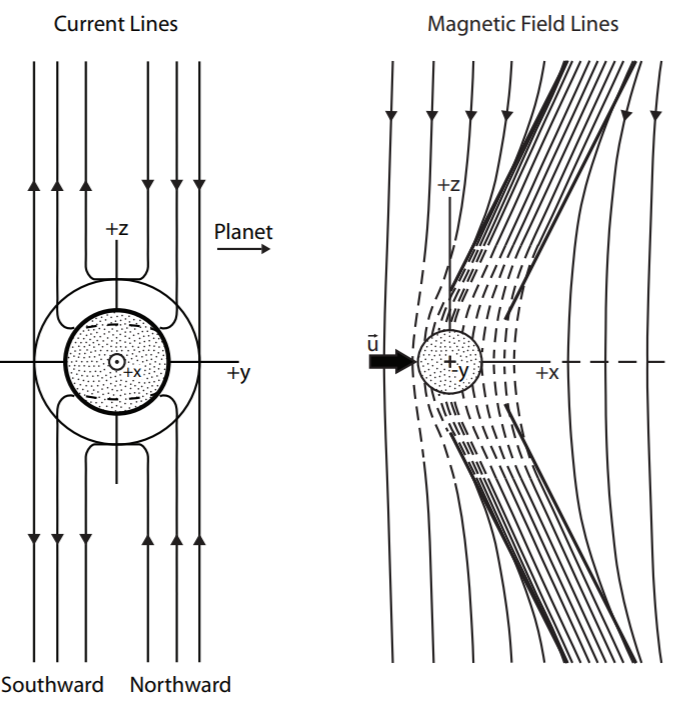 Current Lines
Magnetic Field Lines
+z
Planet
+z
u⃗
+x
+y
+y
+x
Southward
Northward